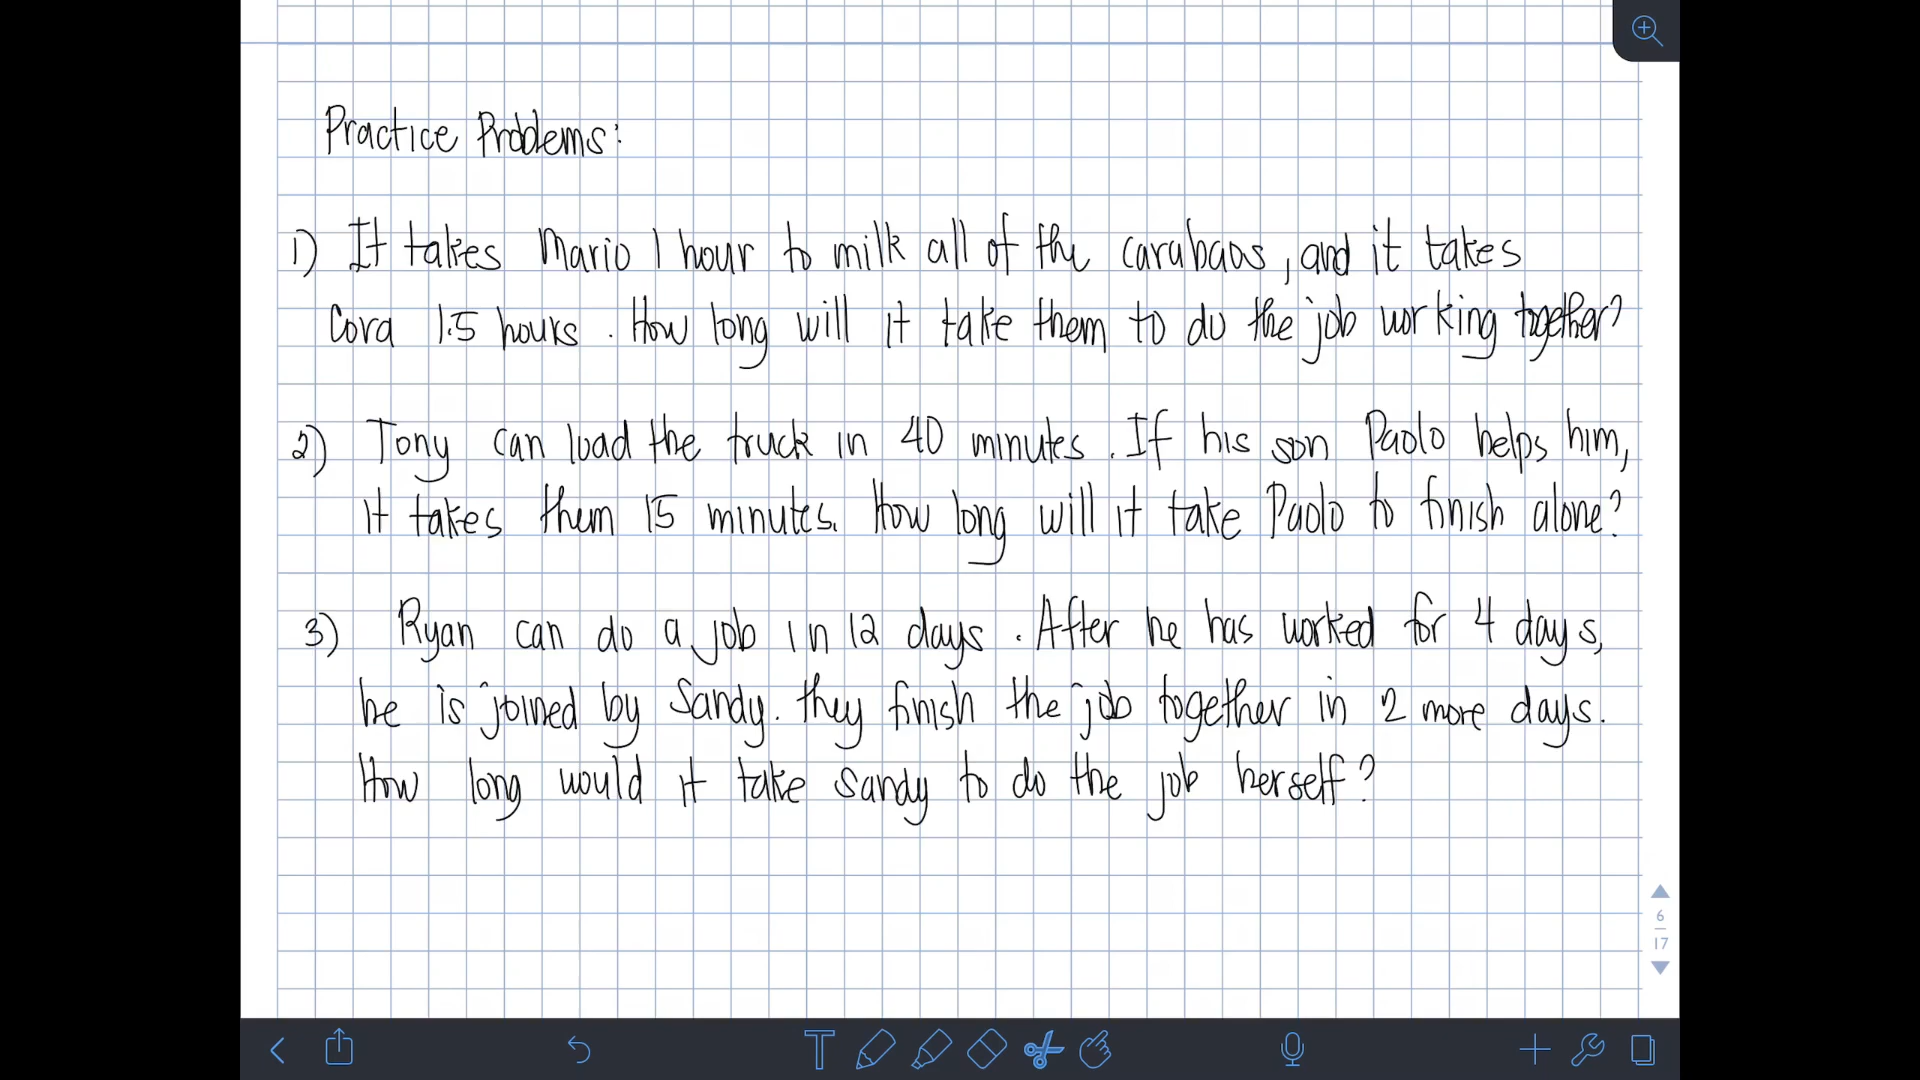 Practice Problems:
1) It takes Mario 1 hour to milk all of the carabaos, and it takes
Cora 1.5 hours. How long will it take them to do the job working together?
2) Tony can load the truck in 40 minutes. If his son Paolo helps him,
it takes them 15 minutes. How long will it take Paolo to finish alone?
3) Ryan can do a job in 12 days. After he has worked for 4 days,
he is joined by Sandy. They finish the job together in 2 more days.
How long would it take Sandy to do the job herself?
6
17
T